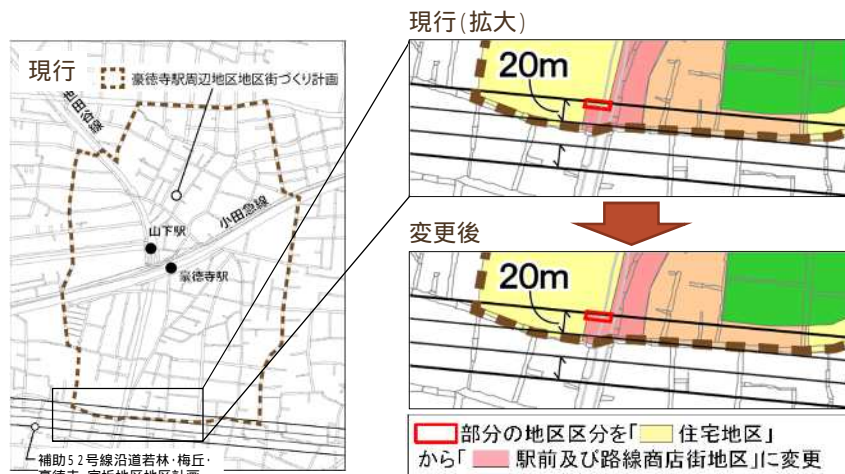 現行(拡大)
現行
豪徳寺駅周辺地区地区街づくり計画
世田谷線
小田急線
山下駅
豪徳寺駅
補助52号線沿道若林・梅丘・
20m
変更後
20m
部分の地区区分を「 住宅地区」
から「 駅前及び路線商店街地区」に変更